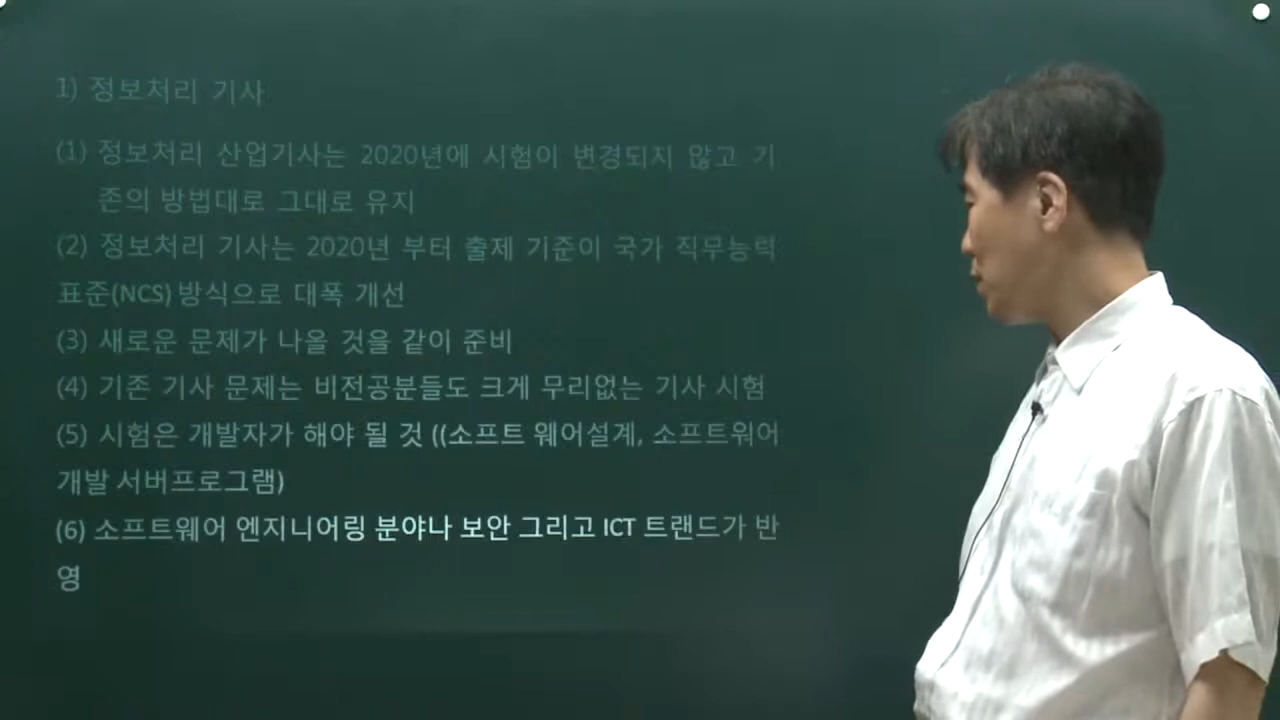 1) 정보처리 기사
(1) 정보처리 산업기사는 2020년에 시험이 변경되지 않고 기
존의 방법대로 그대로 유지
(2) 정보처리 기사는 2020년 부터 출제 기준이 국가 직무능력
표준(NCS) 방식으로 대폭 개선
(3) 새로운 문제가 나올 것을 같이 준비
(4) 기존 기사 문제는 비전공분들도 크게 무리없는 기사 시험
(5) 시험은 개발자가 해야 될 것 ((소프트 웨어설계, 소프트워어
개발 서버프로그램)
(6) 소프트웨어 엔지니어링 분야나 보안 그리고 ICT 트랜드가 반
영